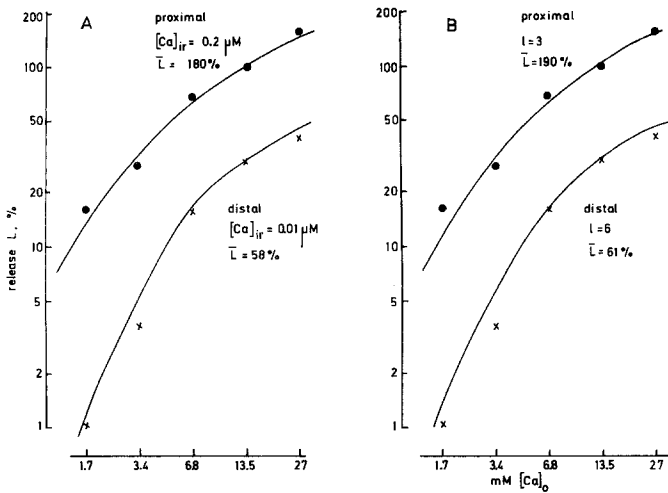 A
proximal
[Ca]ir = 0.2 µM
L̅ = 180%
distal
[Ca]ir = 0.01 µM
L̅ = 58%
release L, %
200
100
50
20
10
5
2
1
1.7
3.4
6.8
13.5
27
B
proximal
l = 3
L̅ = 190%
distal
l = 6
L̅ = 61%
200
100
50
20
10
5
2
1
1.7
3.4
6.8
13.5
27
mM [Ca]o